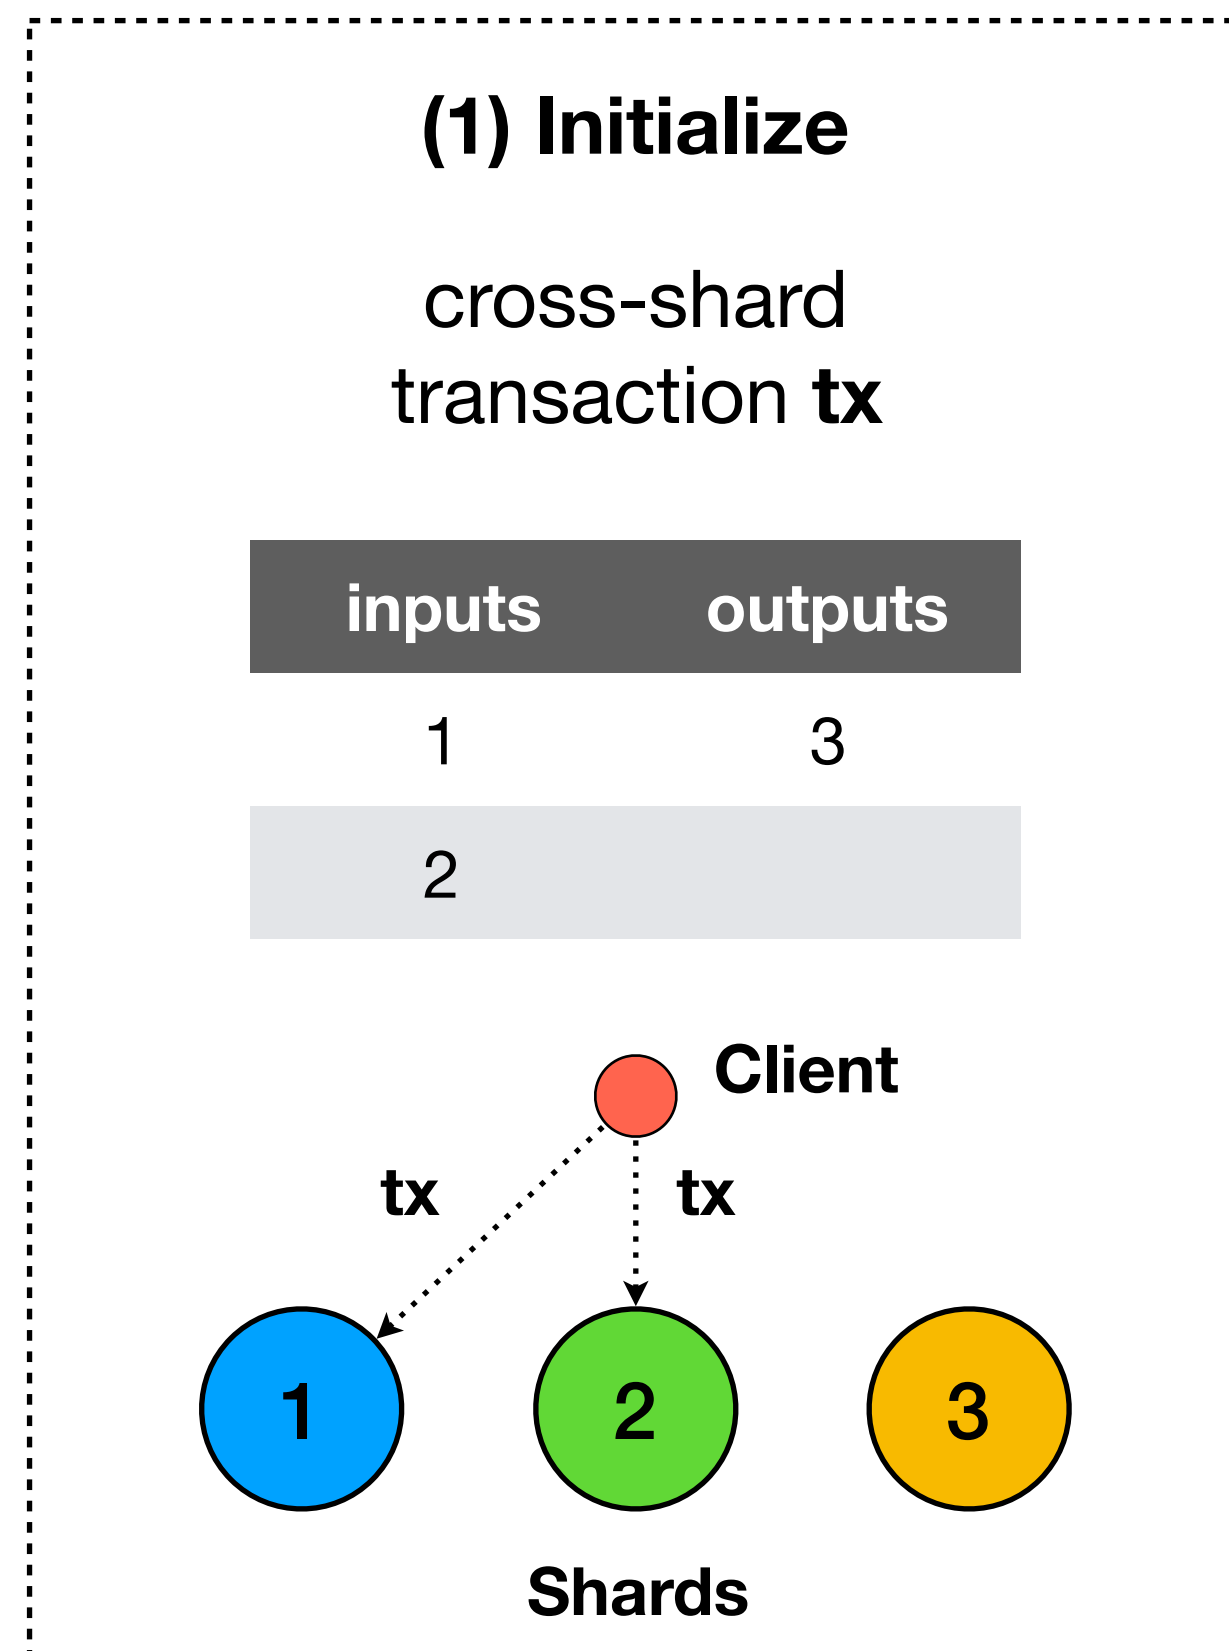 (1) Initialize
cross-shard
transaction tx
inputs outputs
1 3
2
Client
tx tx
1 2 3
Shards